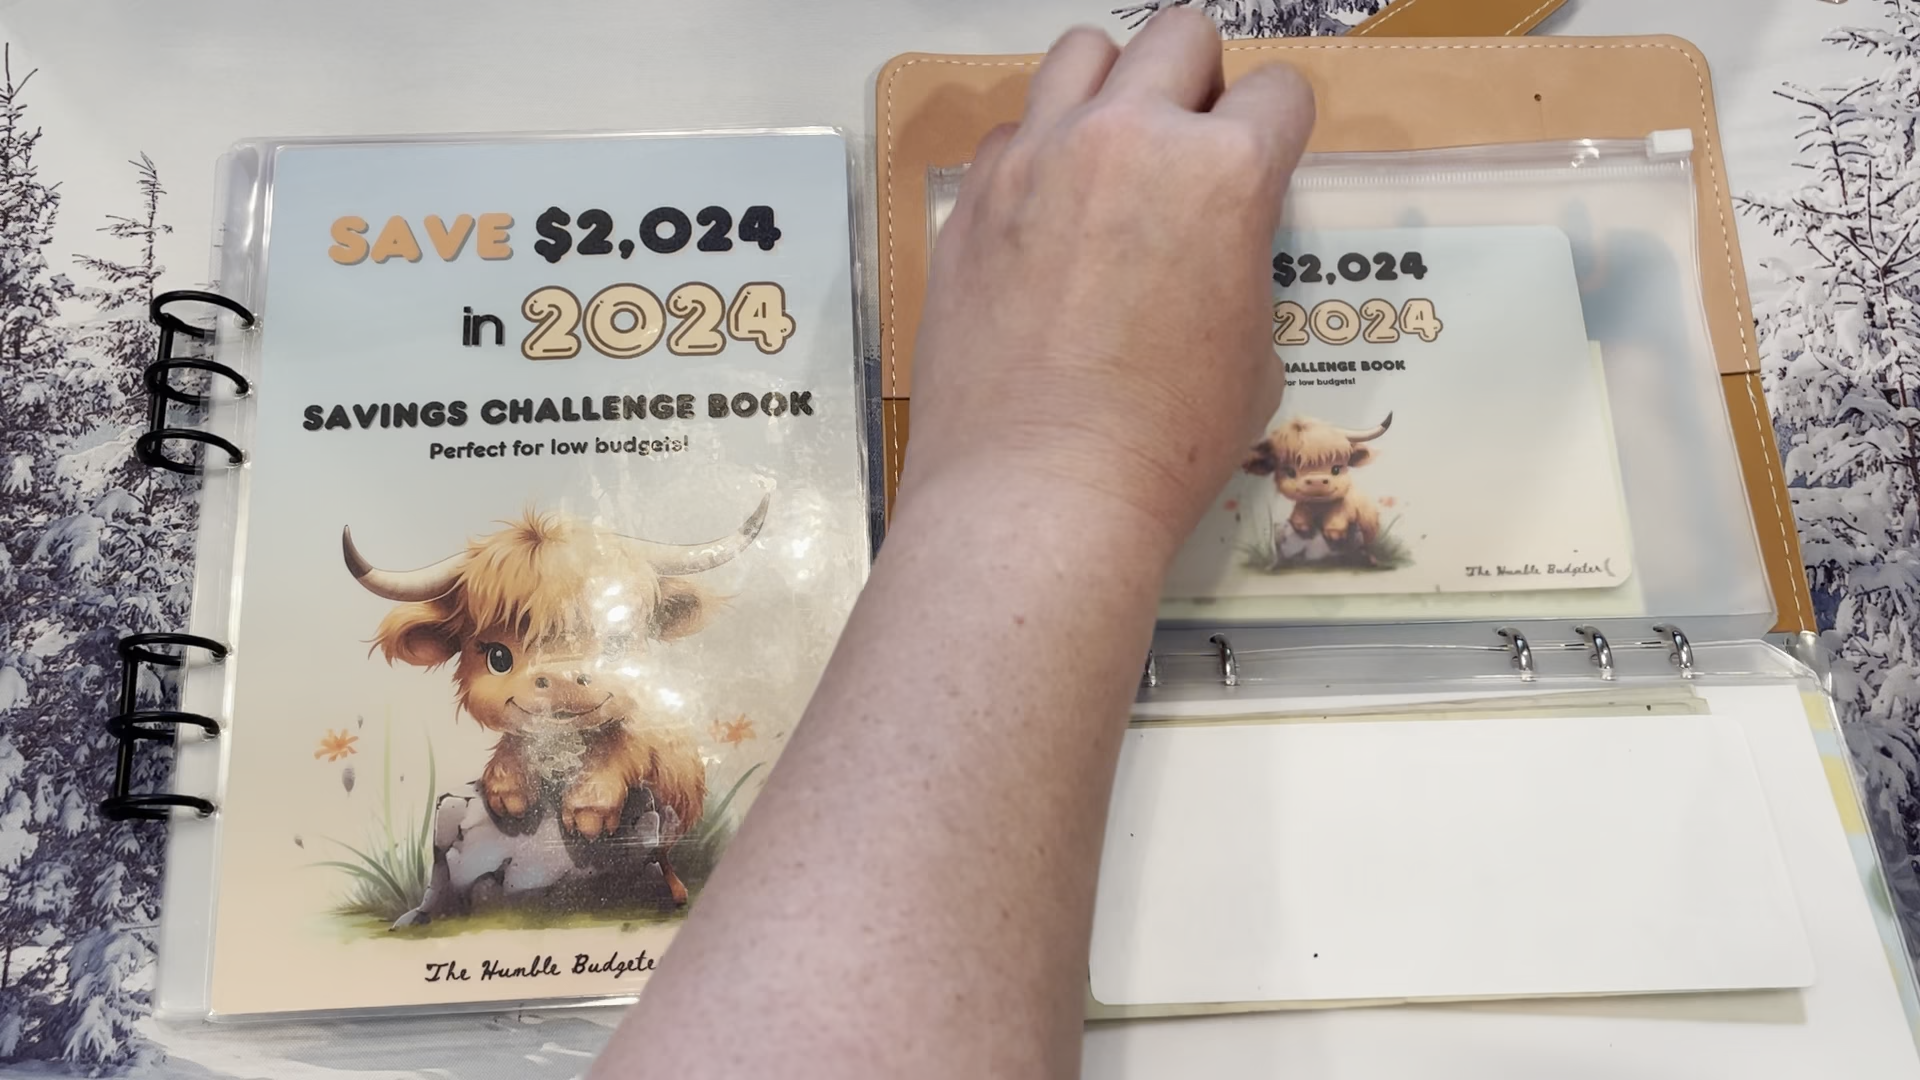 SAVE $2,024
in 2024
SAVINGS CHALLENGE BOOK
Perfect for low budgets!
The Humble Budgete
$2,024
2024
HALLENGE BOOK
for low budgets!
The Humble Budgeter